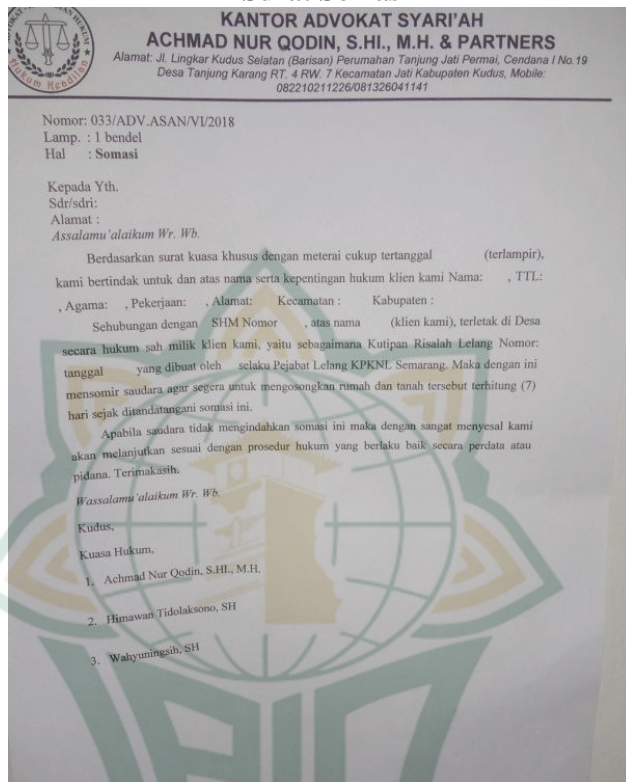 KANTOR ADVOKAT SYARI'AH
ACHMAD NUR QODIN, S.HI., M.H. & PARTNERS
Alamat: Jl. Lingkar Kudus Selatan (Barisan) Perumahan Tanjung Jati Permai, Cendana I No.19
Desa Tanjung Karang RT. 4 RW. 7 Kecamatan Jati Kabupaten Kudus, Mobile:
082210211226/081326041141
Hukum Keadilan
Nomor: 033/ADV.ASAN/VI/2018
Lamp. : 1 bendel
Hal : Somasi
Kepada Yth.
Sdr/sdri:
Alamat :
Assalamu'alaikum Wr. Wb.
Berdasarkan surat kuasa khusus dengan meterai cukup tertanggal (terlampir),
kami bertindak untuk dan atas nama serta kepentingan hukum klien kami Nama: , TTL:
, Agama: , Pekerjaan: , Alamat: Kecamatan : Kabupaten :
Sehubungan dengan SHM Nomor , atas nama (klien kami), terletak di Desa
secara hukum sah milik klien kami, yaitu sebagaimana Kutipan Risalah Lelang Nomor:
tanggal yang dibuat oleh selaku Pejabat Lelang KPKNL Semarang. Maka dengan ini
mensomir saudara agar segera untuk mengosongkan rumah dan tanah tersebut terhitung (7)
hari sejak ditandatangani somasi ini.
Apabila saudara tidak mengindahkan somasi ini maka dengan sangat menyesal kami
akan melanjutkan sesuai dengan prosedur hukum yang berlaku baik secara perdata atau
pidana. Terimakasih.
Wassalamu'alaikum Wr. Wb.
Kudus,
Kuasa Hukum,
1. Achmad Nur Qodin, S.HI., M.H.
2. Himawan Tidolaksono, SH
3. Wahyuningsih, SH